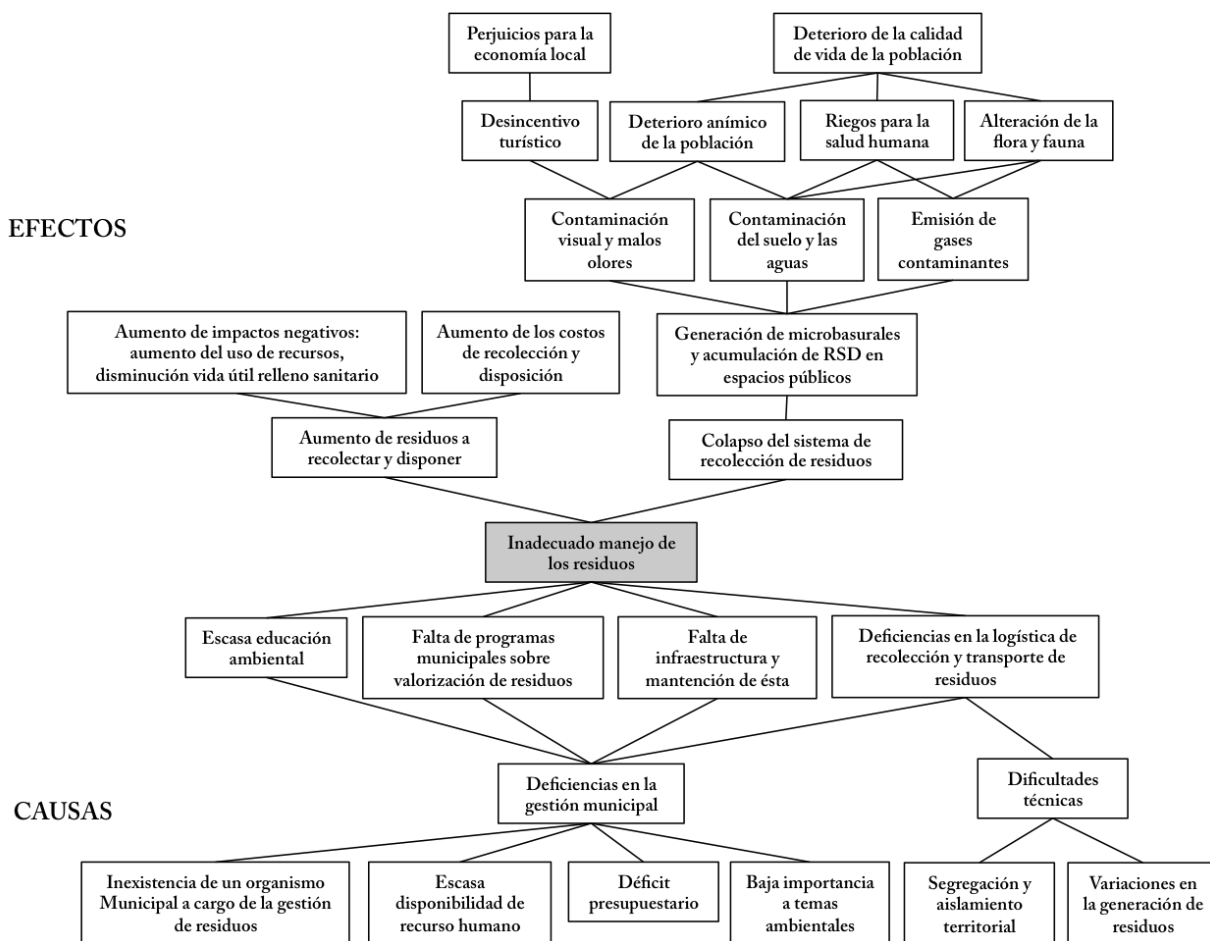 Perjuicios para la
economía local
Deterioro de la calidad
de vida de la población
Desincentivo
turístico
Deterioro anímico
de la población
Riegos para la
salud humana
Alteración de la
flora y fauna
EFECTOS
Contaminación
visual y malos
olores
Contaminación
del suelo y las
aguas
Emisión de
gases
contaminantes
Aumento de impactos negativos:
aumento del uso de recursos,
disminución vida útil relleno sanitario
Aumento de los costos
de recolección y
disposición
Generación de microbasurales
y acumulación de RSD en
espacios públicos
Aumento de residuos a
recolectar y disponer
Colapso del sistema de
recolección de residuos
Inadecuado manejo de
los residuos
Escasa educación
ambiental
Falta de programas
municipales sobre
valorización de residuos
Falta de
infraestructura y
mantención de ésta
Deficiencias en la logística de
recolección y transporte de
residuos
CAUSAS
Deficiencias en la
gestión municipal
Dificultades
técnicas
Inexistencia de un organismo
Municipal a cargo de la gestión
de residuos
Escasa
disponibilidad de
recurso humano
Déficit
presupuestario
Baja importancia
a temas
ambientales
Segregación y
aislamiento
territorial
Variaciones en
la generación de
residuos